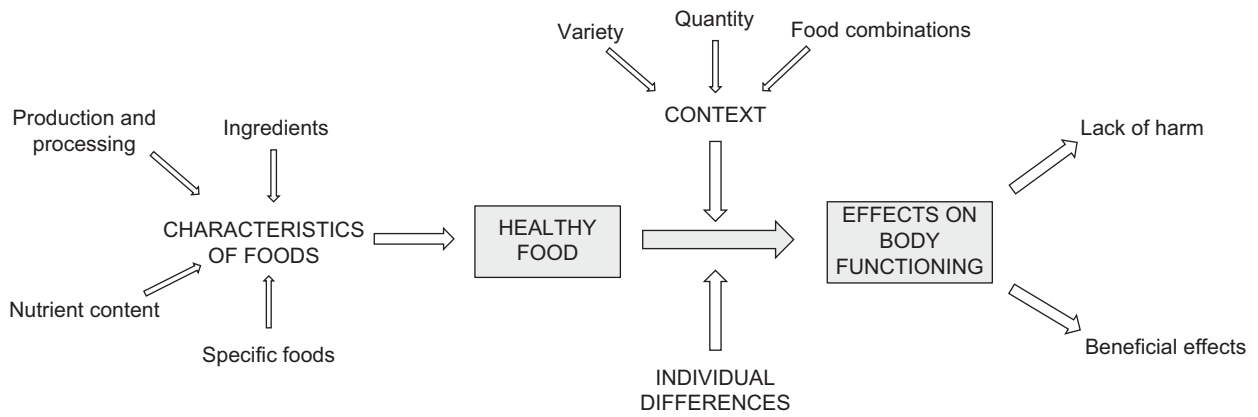 Quantity
Variety
Food combinations
CONTEXT
Production and
processing
Ingredients
CHARACTERISTICS
OF FOODS
Nutrient content
Specific foods
HEALTHY
FOOD
INDIVIDUAL
DIFFERENCES
EFFECTS ON
BODY
FUNCTIONING
Lack of harm
Beneficial effects